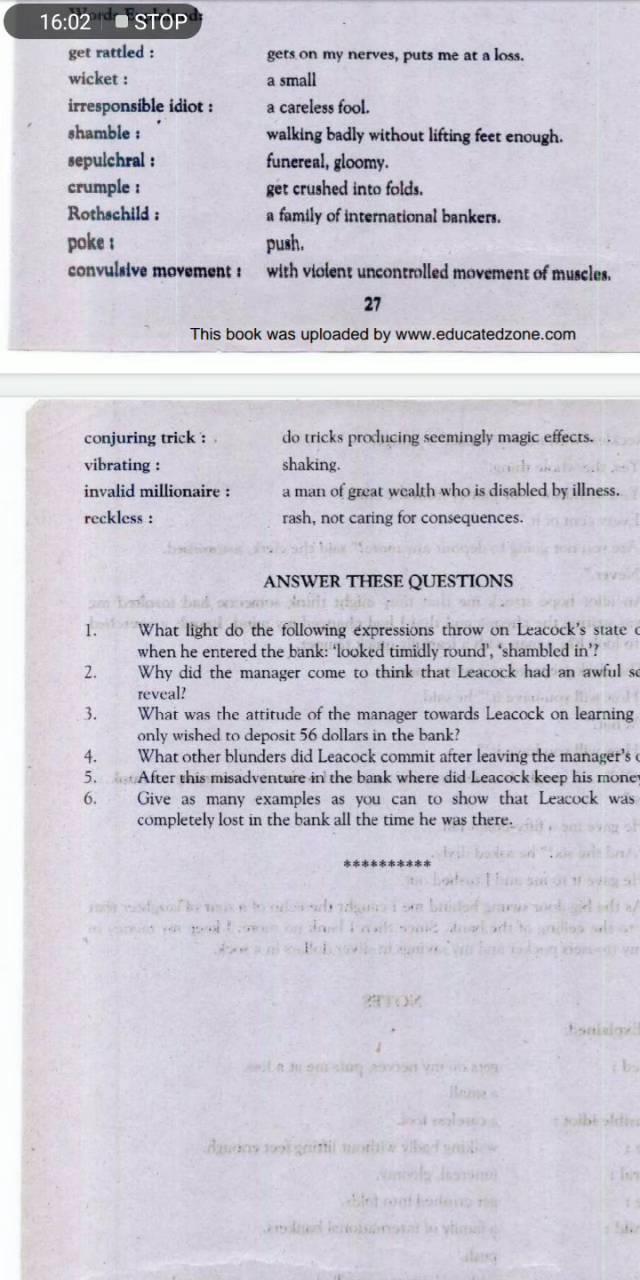 16:02 STOP
Words Explained:
get rattled : gets on my nerves, puts me at a loss.
wicket : a small
irresponsible idiot : a careless fool.
shamble : walking badly without lifting feet enough.
sepulchral : funereal, gloomy.
crumple : get crushed into folds.
Rothschild : a family of international bankers.
poke : push.
convulsive movement : with violent uncontrolled movement of muscles.
27
This book was uploaded by www.educatedzone.com
conjuring trick : do tricks producing seemingly magic effects.
vibrating : shaking.
invalid millionaire : a man of great wealth who is disabled by illness.
reckless : rash, not caring for consequences.
ANSWER THESE QUESTIONS
1. What light do the following expressions throw on Leacock's state
when he entered the bank: 'looked timidly round', 'shambled in'?
2. Why did the manager come to think that Leacock had an awful
reveal?
3. What was the attitude of the manager towards Leacock on learning
only wished to deposit 56 dollars in the bank?
4. What other blunders did Leacock commit after leaving the manager's
5. After this misadventure in the bank where did Leacock keep his money
6. Give as many examples as you can to show that Leacock was
completely lost in the bank all the time he was there.
**********